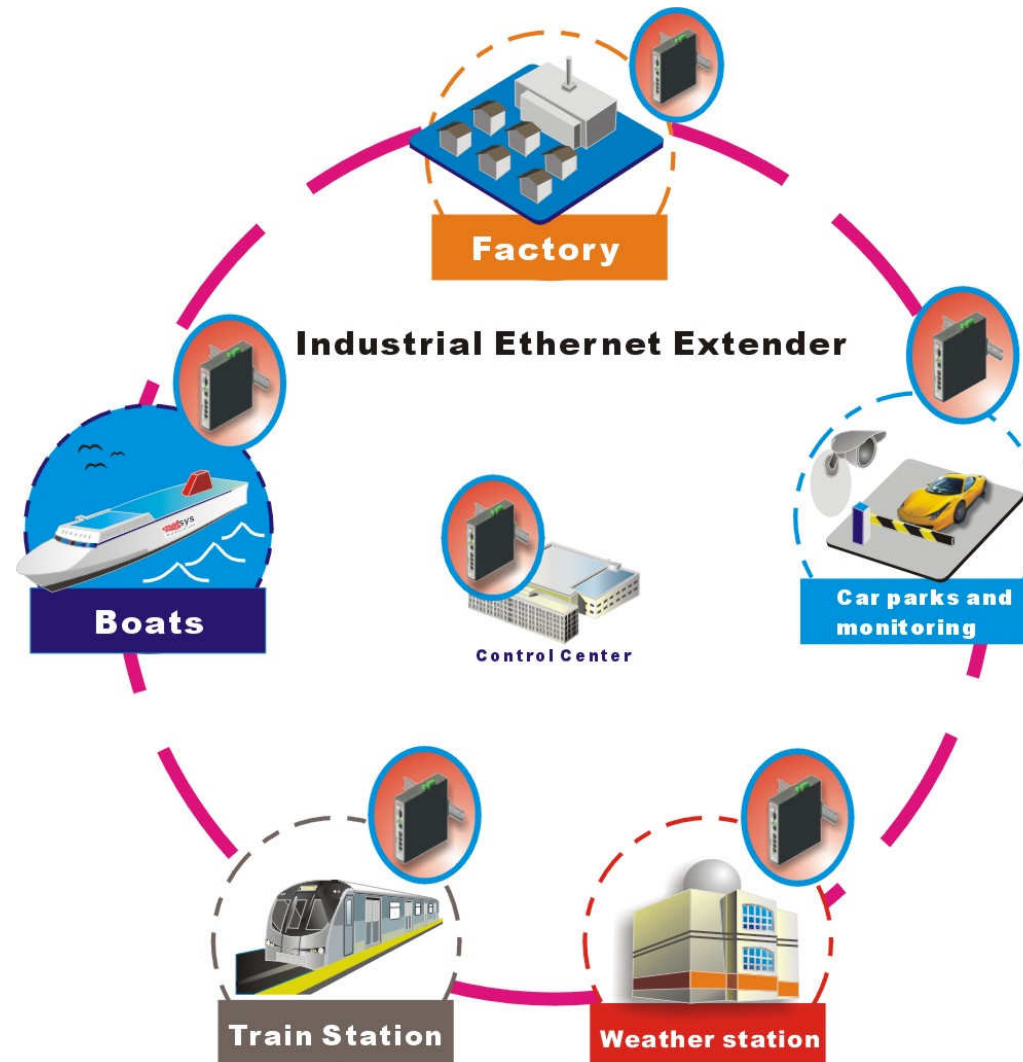 Factory
Industrial Ethernet Extender
Boats
Control Center
Car parks and
monitoring
Train Station
Weather station